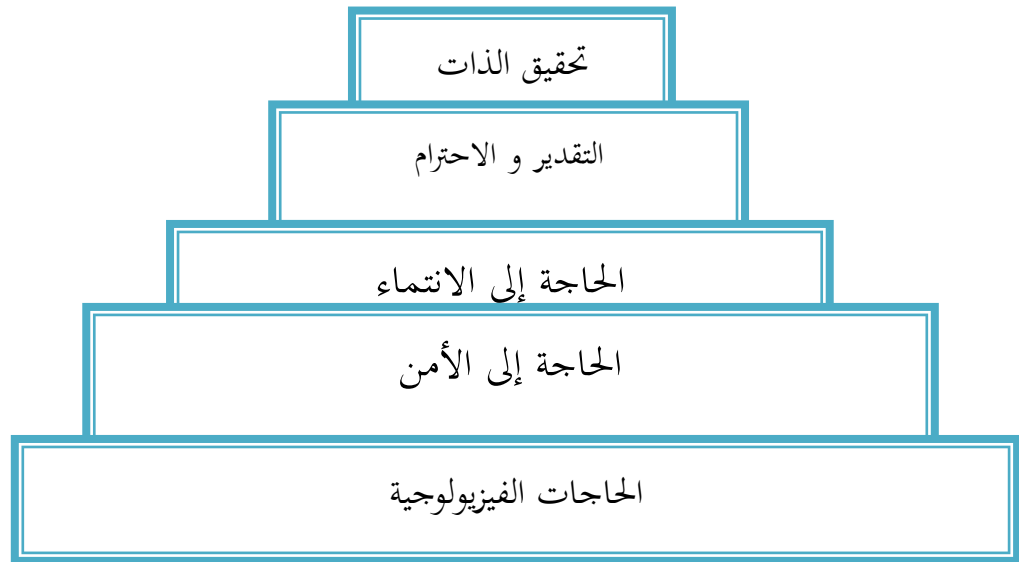 تحقيق الذات
التقدير و الاحترام
الحاجة إلى الانتماء
الحاجة إلى الأمن
الحاجات الفيزيولوجية